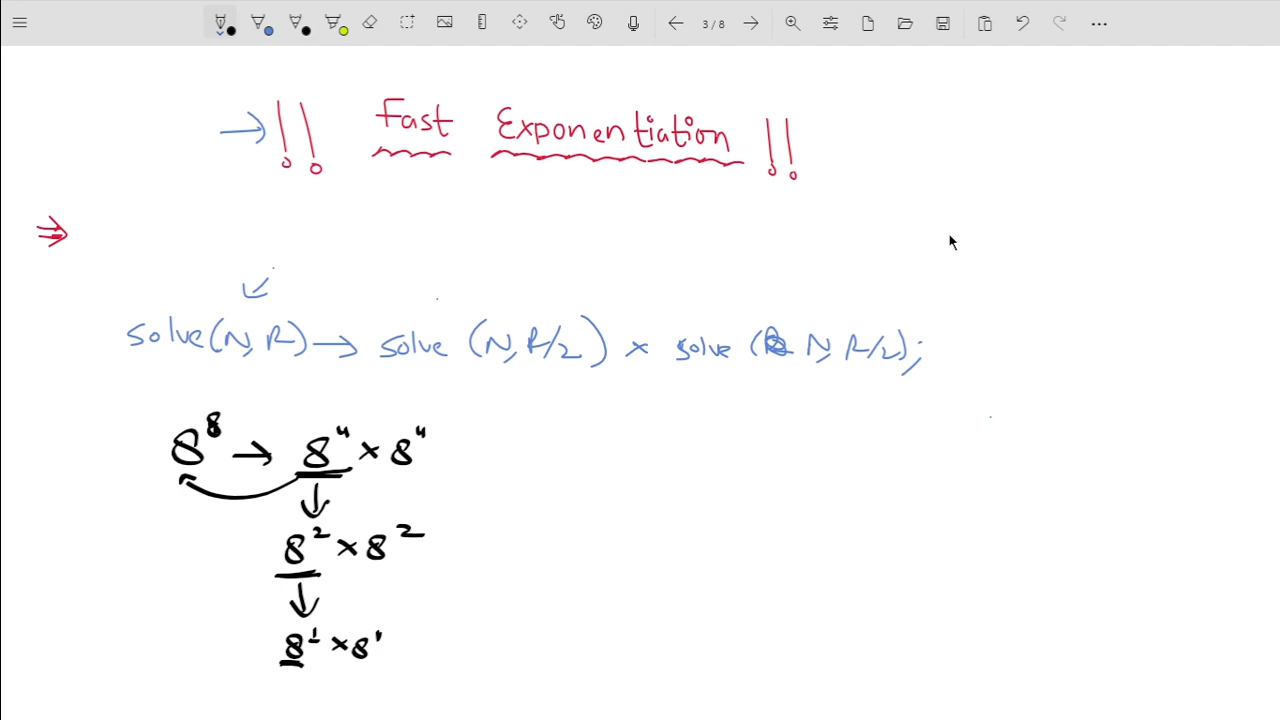 3/8
!! Fast Exponentiation !!
solve(N, R) → solve (N, R/2) × solve ( N, R/2);
8⁸ → 8⁴ × 8⁴
8² × 8²
8¹ × 8¹